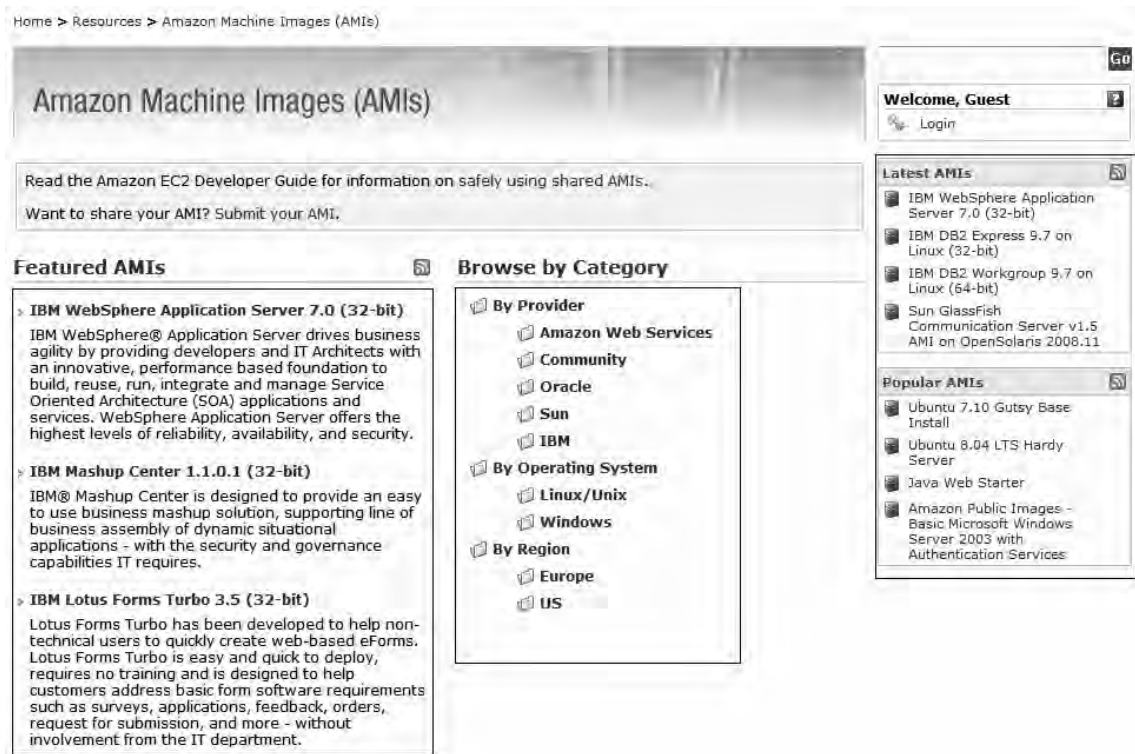 Home > Resources > Amazon Machine Images (AMIs)
Amazon Machine Images (AMIs)
Read the Amazon EC2 Developer Guide for information on safely using shared AMIs.
Want to share your AMI? Submit your AMI.
Featured AMIs
IBM WebSphere Application Server 7.0 (32-bit)
IBM WebSphere® Application Server drives business
agility by providing developers and IT Architects with
an innovative, performance based foundation to
build, reuse, run, integrate and manage Service
Oriented Architecture (SOA) applications and
services. WebSphere Application Server offers the
highest levels of reliability, availability, and security.
IBM Mashup Center 1.1.0.1 (32-bit)
IBM® Mashup Center is designed to provide an easy
to use business mashup solution, supporting line of
business assembly of dynamic situational
applications - with the security and governance
capabilities IT requires.
IBM Lotus Forms Turbo 3.5 (32-bit)
Lotus Forms Turbo has been developed to help non-
technical users to quickly create web-based eForms.
Lotus Forms Turbo is easy and quick to deploy,
requires no training and is designed to help
customers address basic form software requirements
such as surveys, applications, feedback, orders,
request for submission, and more - without
involvement from the IT department.
Browse by Category
By Provider
Amazon Web Services
Community
Oracle
Sun
IBM
By Operating System
Linux/Unix
Windows
By Region
Europe
US
Go
Welcome, Guest ?
Login
Latest AMIs
IBM WebSphere Application
Server 7.0 (32-bit)
IBM DB2 Express 9.7 on
Linux (32-bit)
IBM DB2 Workgroup 9.7 on
Linux (64-bit)
Sun GlassFish
Communication Server v1.5
AMI on OpenSolaris 2008.11
Popular AMIs
Ubuntu 7.10 Gutsy Base
Install
Ubuntu 8.04 LTS Hardy
Server
Java Web Starter
Amazon Public Images -
Basic Microsoft Windows
Server 2003 with
Authentication Services